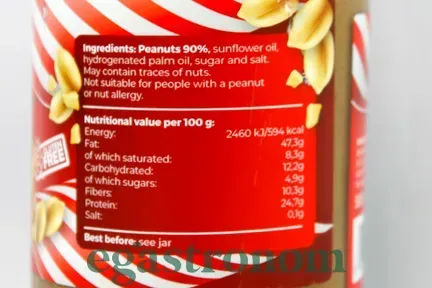 Ingredients: Peanuts 90%, sunflower oil,
hydrogenated palm oil, sugar and salt.
May contain traces of nuts.
Not suitable for people with a peanut
or nut allergy.
Nutritional value per 100 g:
Energy: 2460 kJ/594 kcal
Fat: 47,3g
of which saturated: 8,3g
Carbohydrated: 12,2g
of which sugars: 4,9g
Fibers: 10,3g
Protein: 24,7g
Salt: 0,1g
Best before: see jar
GLUTEN
FREE
egastronom